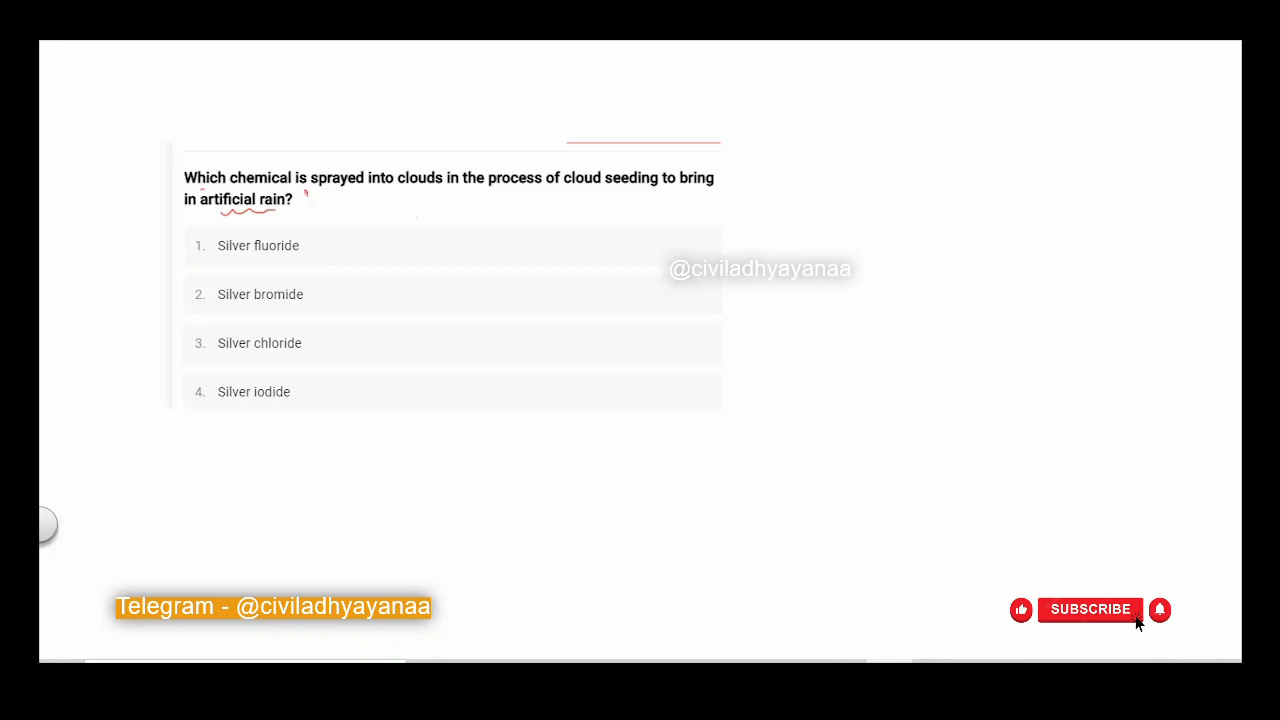 Which chemical is sprayed into clouds in the process of cloud seeding to bring
in artificial rain?
1. Silver fluoride
@civiladhyayanaa
2. Silver bromide
3. Silver chloride
4. Silver iodide
Telegram - @civiladhyayanaa
SUBSCRIBE